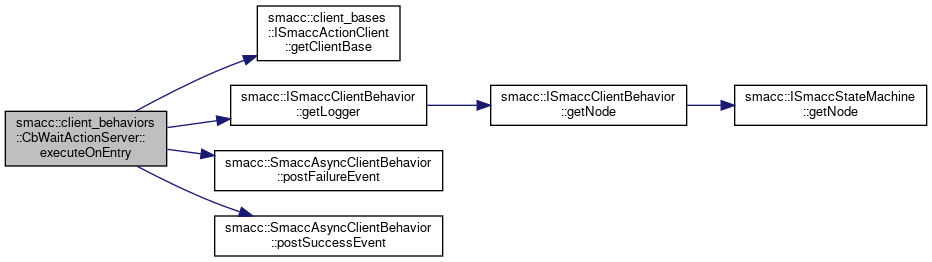 smacc::client_bases
::ISmaccActionClient
::getClientBase
smacc::client_behaviors
::CbWaitActionServer::
executeOnEntry
smacc::ISmaccClientBehavior
::getLogger
smacc::ISmaccClientBehavior
::getNode
smacc::ISmaccStateMachine
::getNode
smacc::SmaccAsyncClientBehavior
::postFailureEvent
smacc::SmaccAsyncClientBehavior
::postSuccessEvent